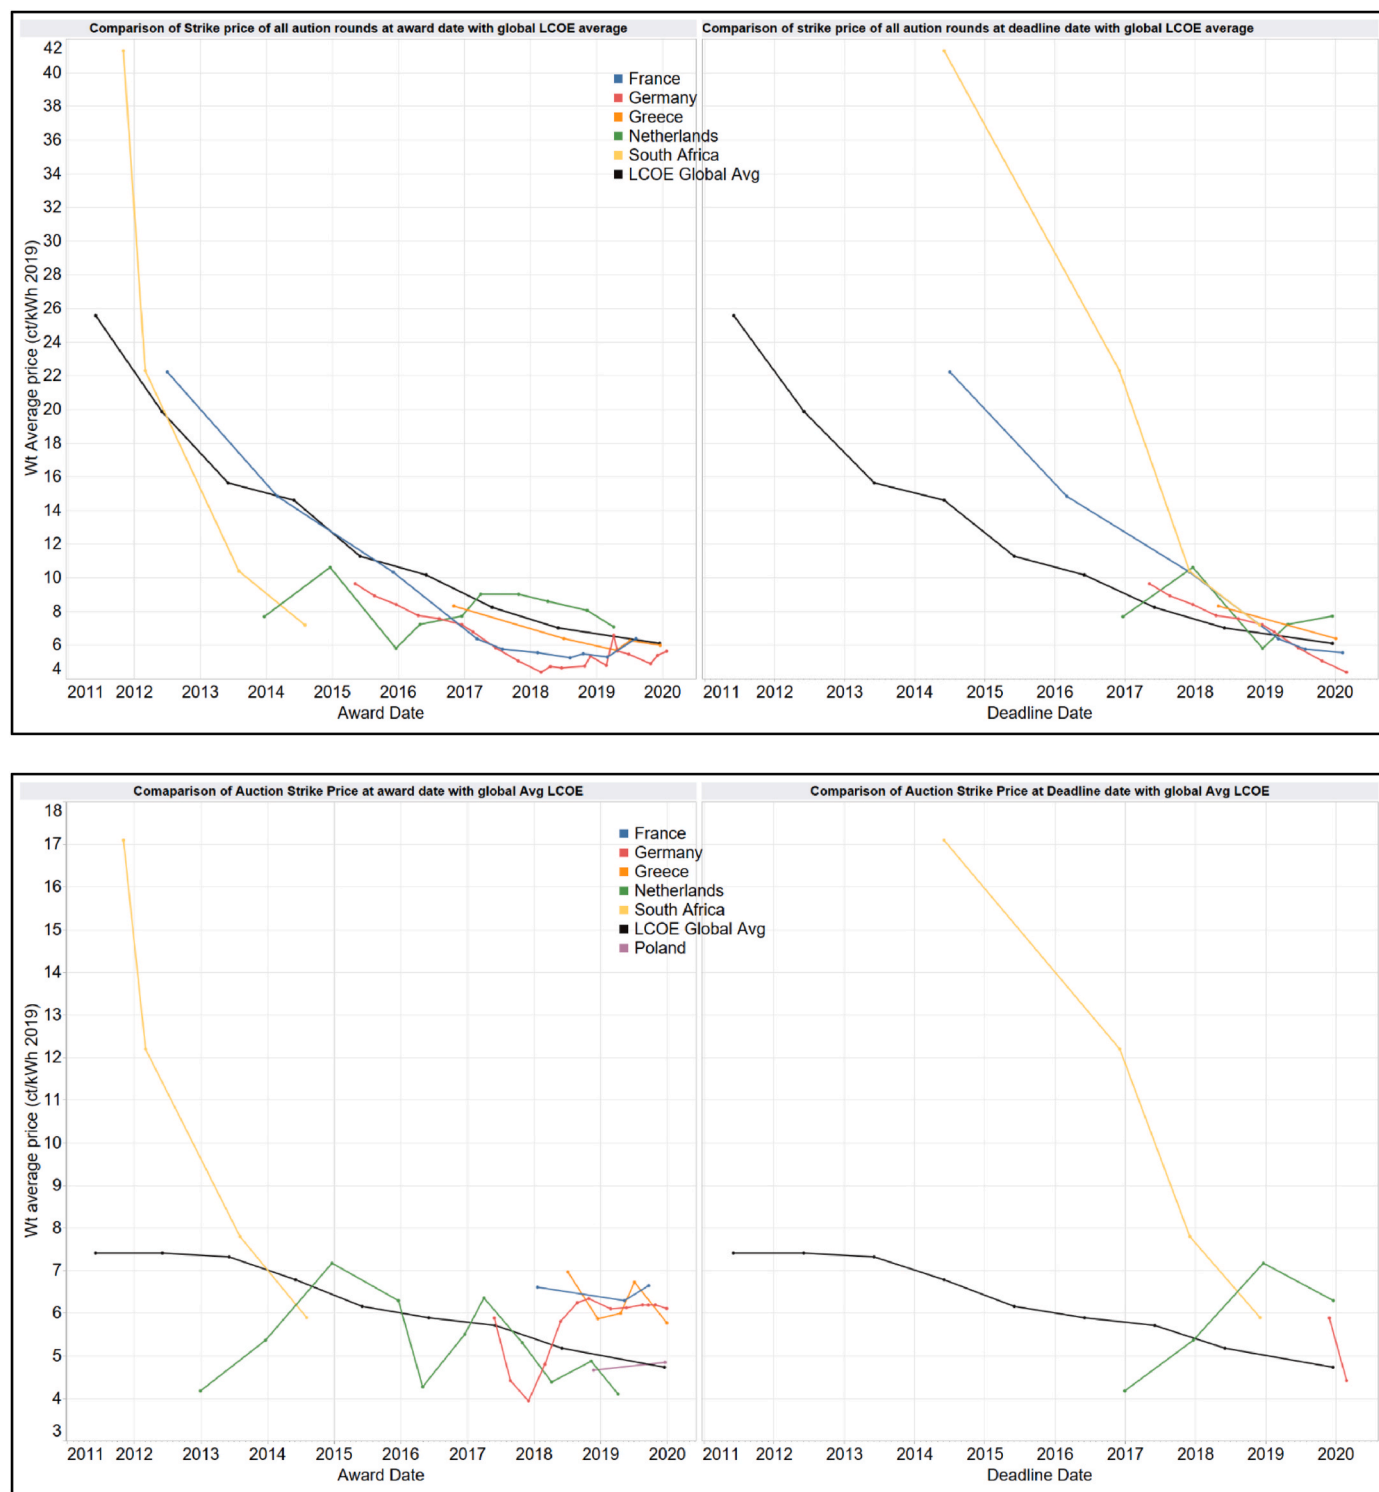 Comparison of Strike price of all aution rounds at award date with global LCOE average
Comparison of strike price of all aution rounds at deadline date with global LCOE average
Wt Average price (ct/kWh 2019)
42
40
38
36
34
32
30
28
26
24
22
20
18
16
14
12
10
8
6
4
France
Germany
Greece
Netherlands
South Africa
LCOE Global Avg
2011 2012 2013 2014 2015 2016 2017 2018 2019 2020
2011 2012 2013 2014 2015 2016 2017 2018 2019 2020
Award Date
Deadline Date
Comaparison of Auction Strike Price at award date with global Avg LCOE
Comparison of Auction Strike Price at Deadline date with global Avg LCOE
Wt average price (ct/kWh 2019)
18
17
16
15
14
13
12
11
10
9
8
7
6
5
4
3
France
Germany
Greece
Netherlands
South Africa
LCOE Global Avg
Poland
2011 2012 2013 2014 2015 2016 2017 2018 2019 2020
2011 2012 2013 2014 2015 2016 2017 2018 2019 2020
Award Date
Deadline Date